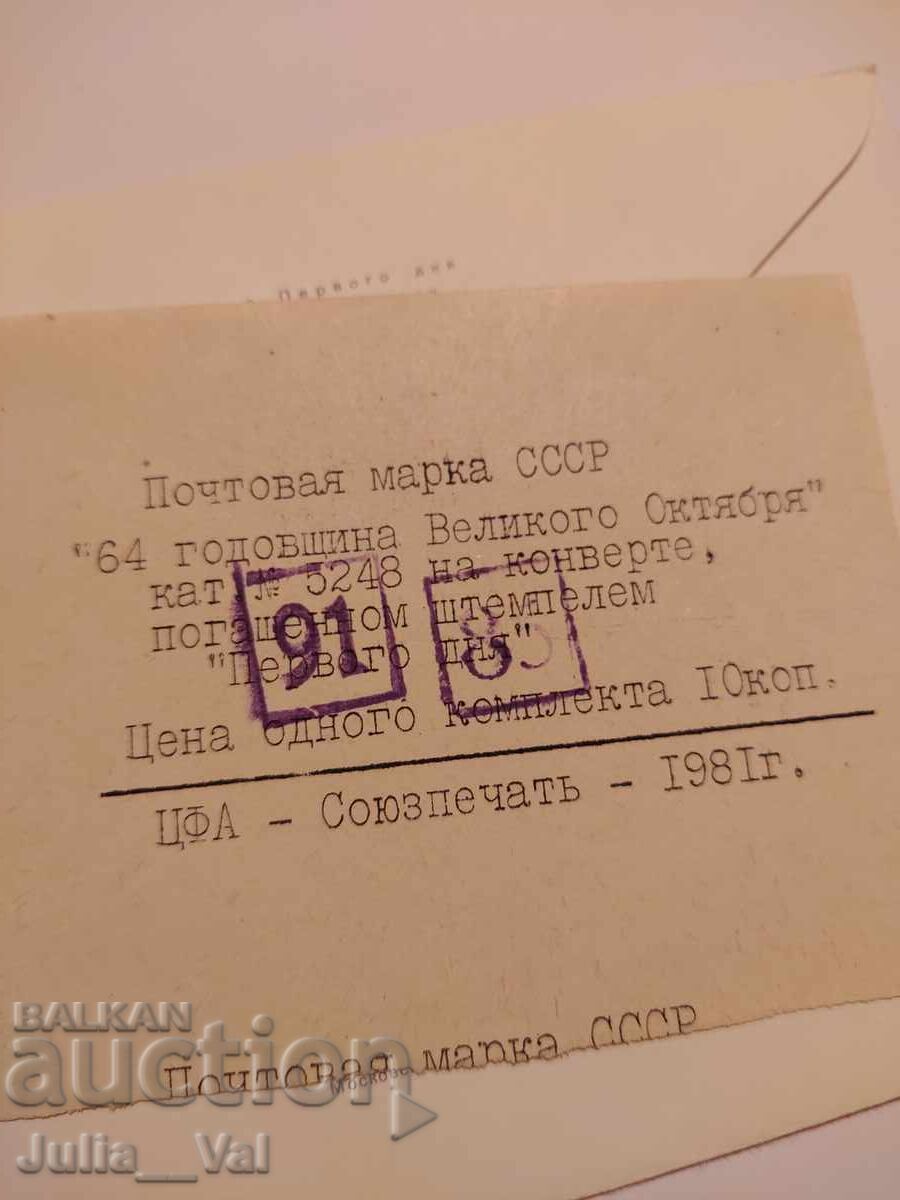 Первого дня
Почтовая марка СССР
"64 годовщина Великого Октября"
кат.№ 5248 на конверте,
погашенном штемпелем
"Первого дня"
91 8
Цена одного комплекта 10коп.
ЦФА - Союзпечать - 1981г.
Почтовая марка СССР
BALKAN
auction
Julia__Val